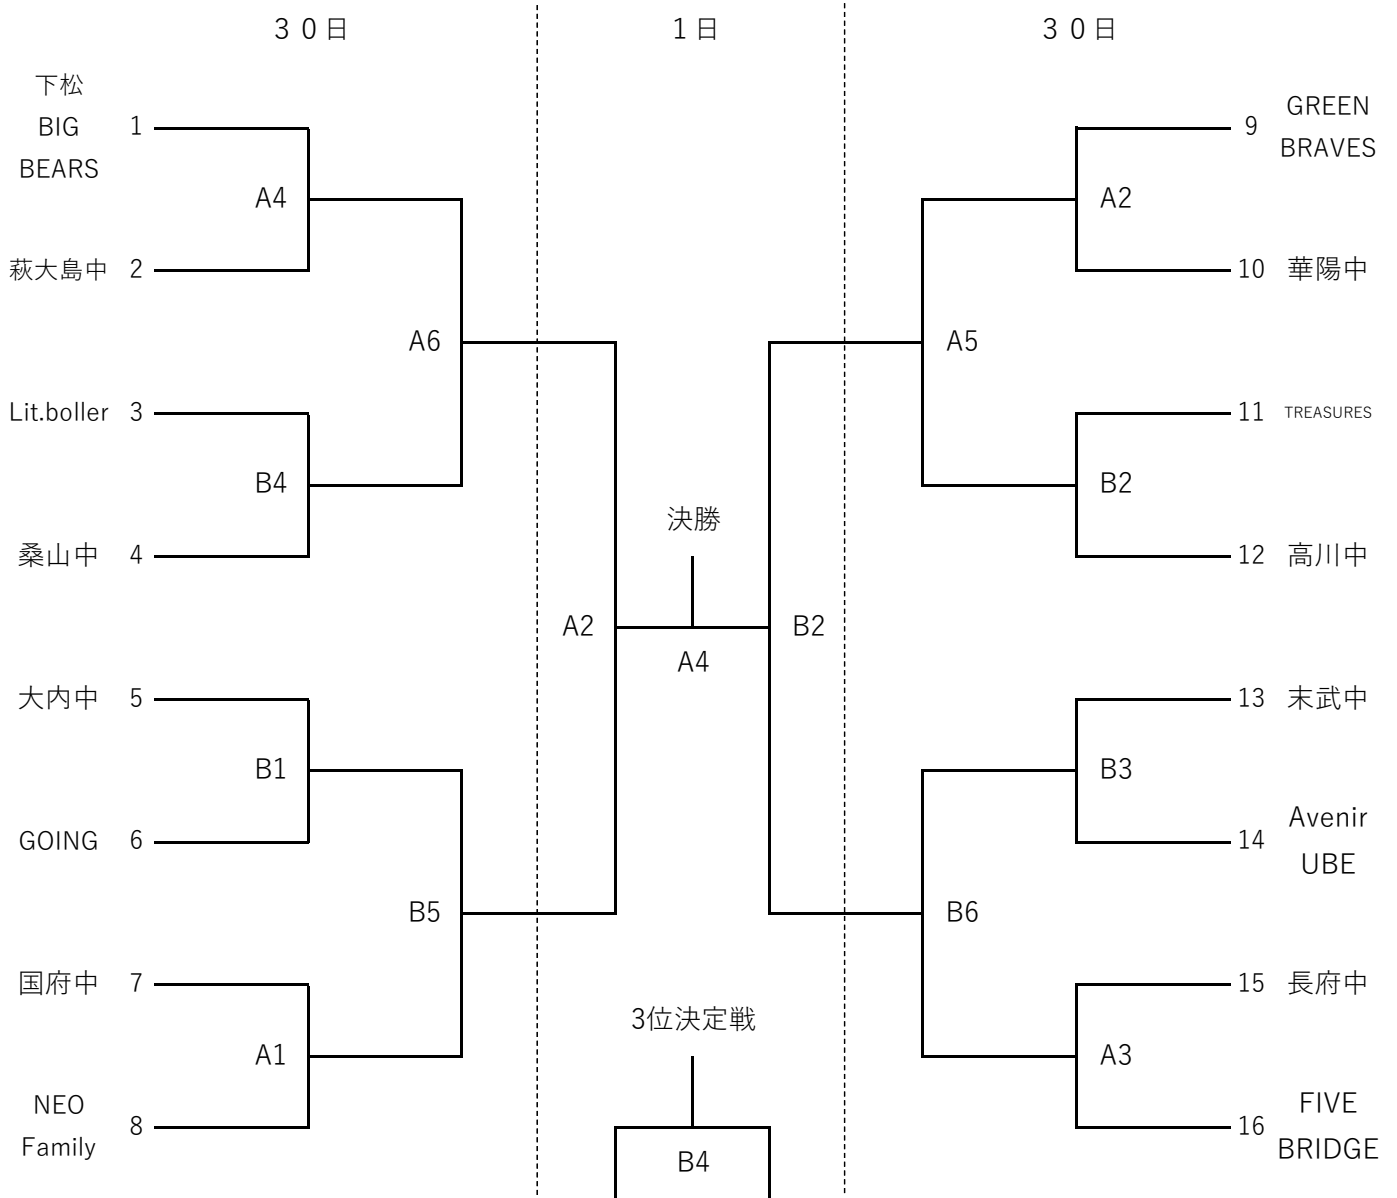 ３０日
１日
３０日
下松
BIG
BEARS
1
A4
萩大島中
2
A6
Lit.boller
3
B4
桑山中
4
大内中
5
B1
GOING
6
B5
国府中
7
A1
NEO
Family
8
決勝
A2
A4
B2
3位決定戦
B4
9
GREEN
BRAVES
A2
10
華陽中
A5
11
TREASURES
B2
12
高川中
13
末武中
B3
14
Avenir
UBE
B6
15
長府中
A3
16
FIVE
BRIDGE